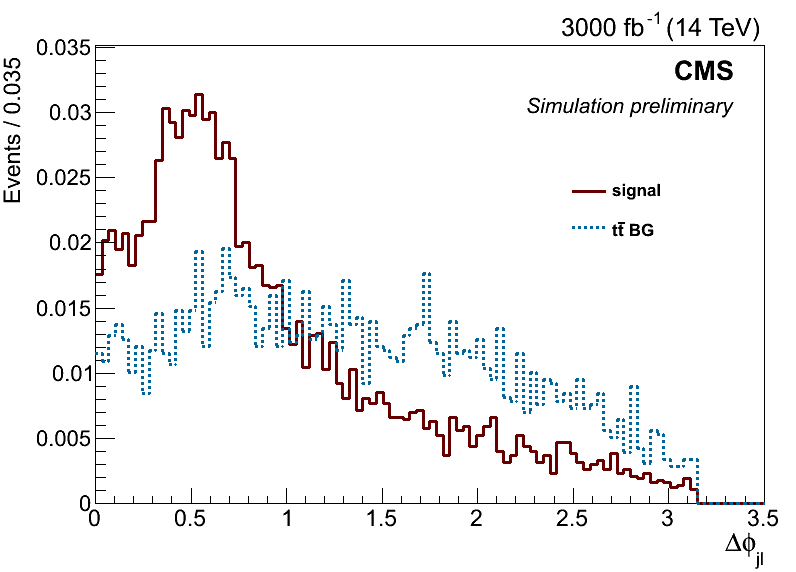 3000 fb⁻¹ (14 TeV)
CMS
Simulation preliminary
signal
tt̄ BG
Events / 0.035
0.035
0.03
0.025
0.02
0.015
0.01
0.005
0
0 0.5 1 1.5 2 2.5 3 3.5
Δϕjl